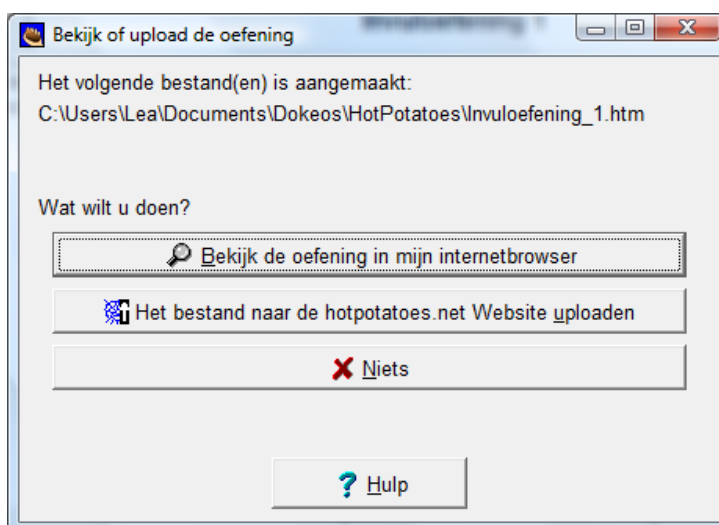 Bekijk of upload de oefening
Het volgende bestand(en) is aangemaakt:
C:\Users\Lea\Documents\Dokeos\HotPotatoes\Invuloefening_1.htm
Wat wilt u doen?
Bekijk de oefening in mijn internetbrowser
Het bestand naar de hotpotatoes.net Website uploaden
Niets
Hulp